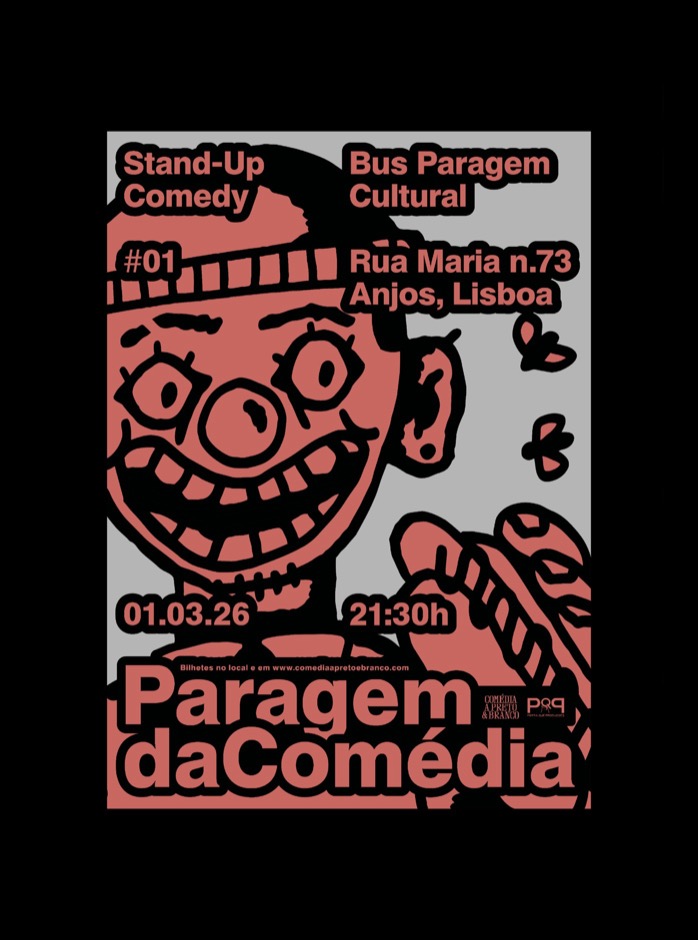 Stand-Up
Comedy
Bus Paragem
Cultural
#01
Rua Maria n.73
Anjos, Lisboa
01.03.26
21:30h
Bilhetes no local e em www.comediaapretoebranco.com
Paragem
daComédia
COMÉDIA
A PRETO
& BRANCO